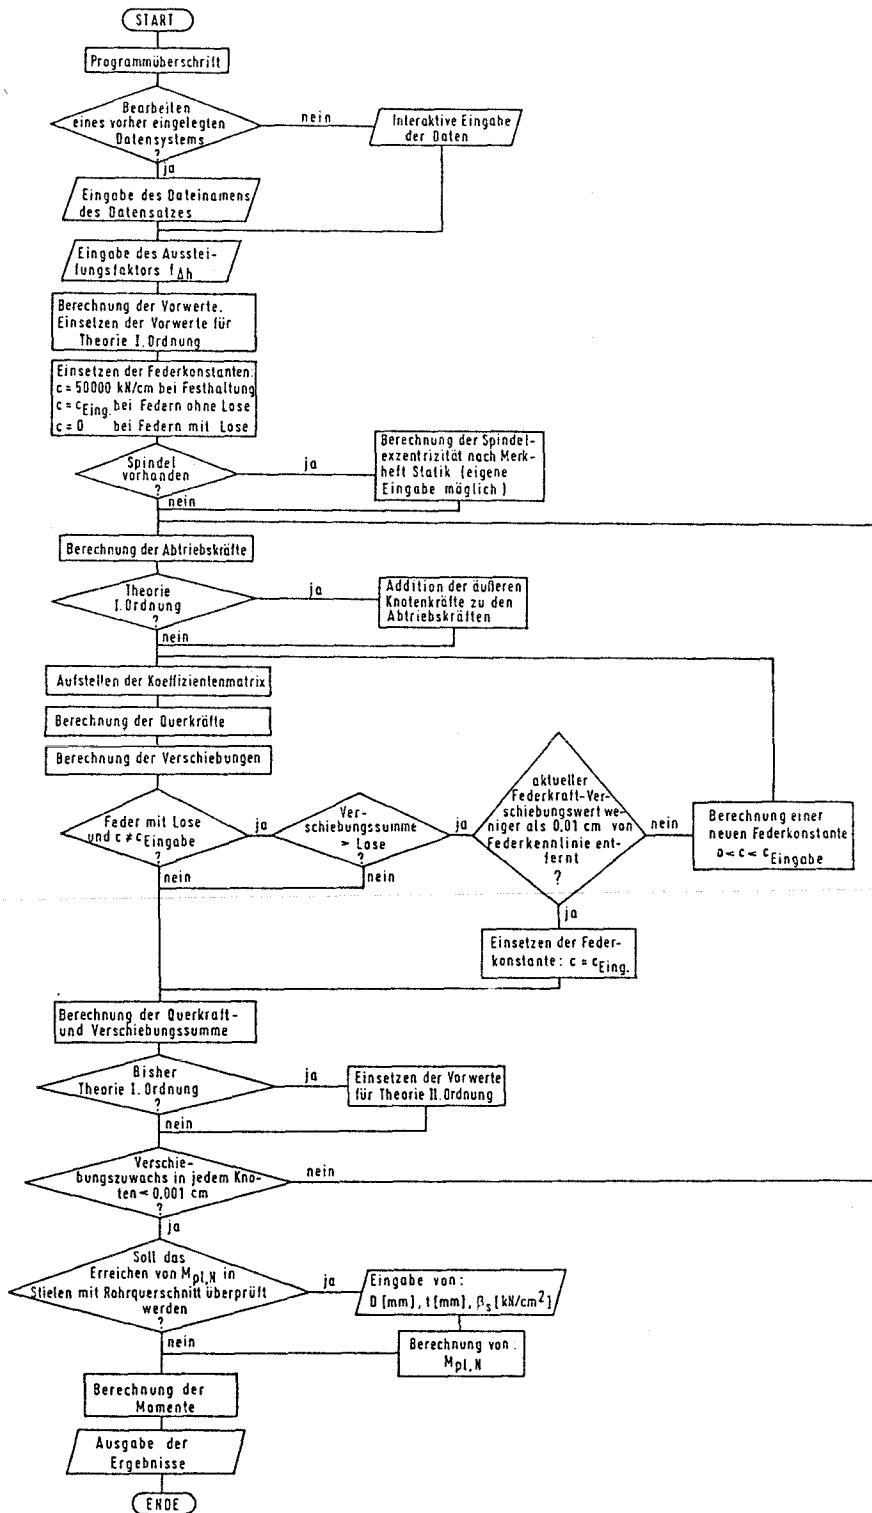 START
Programmüberschrift
Bearbeiten
eines vorher eingelegten
Datensystems
?
nein
ja
Interaktive Eingabe
der Daten
Eingabe des Dateinamens
des Datensatzes
Eingabe des Ausstei-
fungsfaktors fΔh
Berechnung der Vorwerte.
Einsetzen der Vorwerte für
Theorie I. Ordnung
Einsetzen der Federkonstanten:
c = 50000 kN/cm bei Festhaltung
c = cEing. bei Federn ohne Lose
c = 0 bei Federn mit Lose
Spindel
vorhanden
?
ja
nein
Berechnung der Spindel-
exzentrizität nach Merk-
heft Statik (eigene
Eingabe möglich)
Berechnung der Abtriebskräfte
Theorie
I. Ordnung
?
ja
nein
Addition der äußeren
Knotenkräfte zu den
Abtriebskräften
Aufstellen der Koeffizientenmatrix
Berechnung der Querkräfte
Berechnung der Verschiebungen
Feder mit Lose
und c ≠ cEingabe
?
ja
nein
Ver-
schiebungssumme
> Lose
?
ja
nein
aktueller
Federkraft-Ver-
schiebungswert we-
niger als 0,01 cm von
Federkennlinie ent-
fernt
?
nein
ja
Berechnung einer
neuen Federkonstante
0 < c < cEingabe
Einsetzen der Feder-
konstante: c = cEing.
Berechnung der Querkraft-
und Verschiebungssumme
Bisher
Theorie I. Ordnung
?
ja
nein
Einsetzen der Vorwerte
für Theorie II. Ordnung
Verschie-
bungszuwachs in jedem Kno-
ten < 0,001 cm
?
nein
ja
Soll das
Erreichen von Mpl,N in
Stielen mit Rohrquerschnitt überprüft
werden
?
ja
nein
Eingabe von:
D [mm], t [mm], βs [kN/cm²]
Berechnung von:
Mpl,N
Berechnung der
Momente
Ausgabe der
Ergebnisse
ENDE